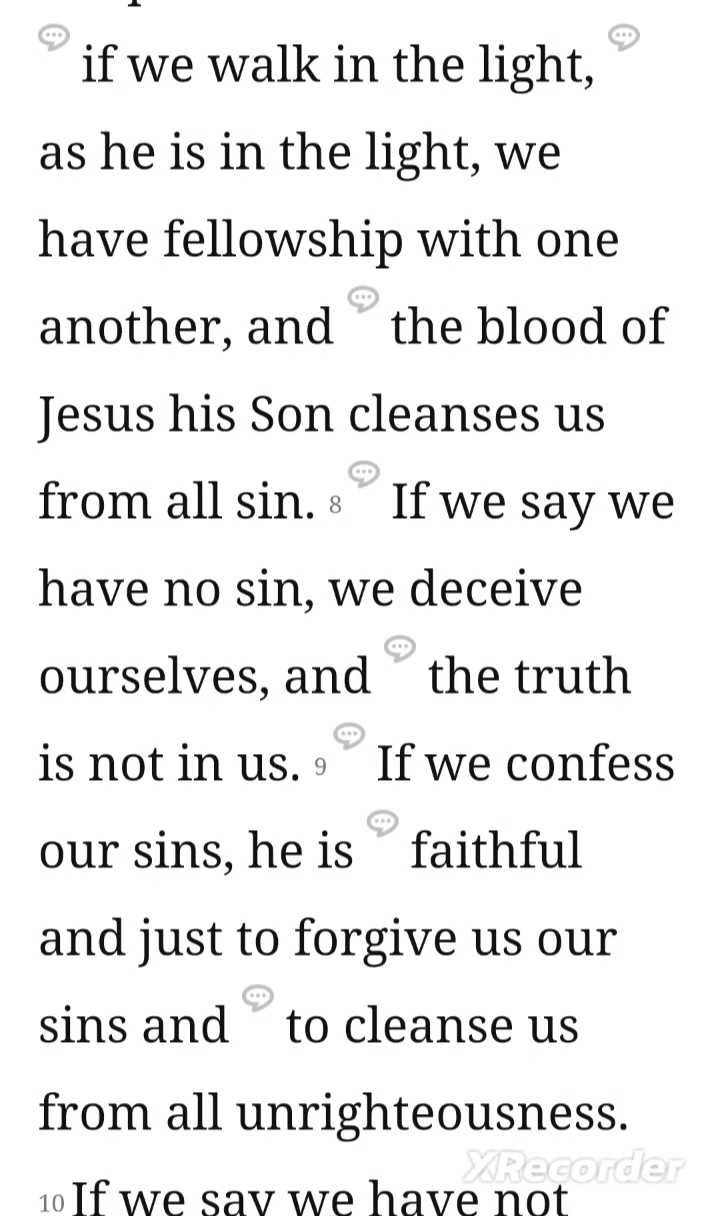 if we walk in the light,
as he is in the light, we
have fellowship with one
another, and the blood of
Jesus his Son cleanses us
from all sin. 8 If we say we
have no sin, we deceive
ourselves, and the truth
is not in us. 9 If we confess
our sins, he is faithful
and just to forgive us our
sins and to cleanse us
from all unrighteousness.
XRecorder
10 If we say we have not